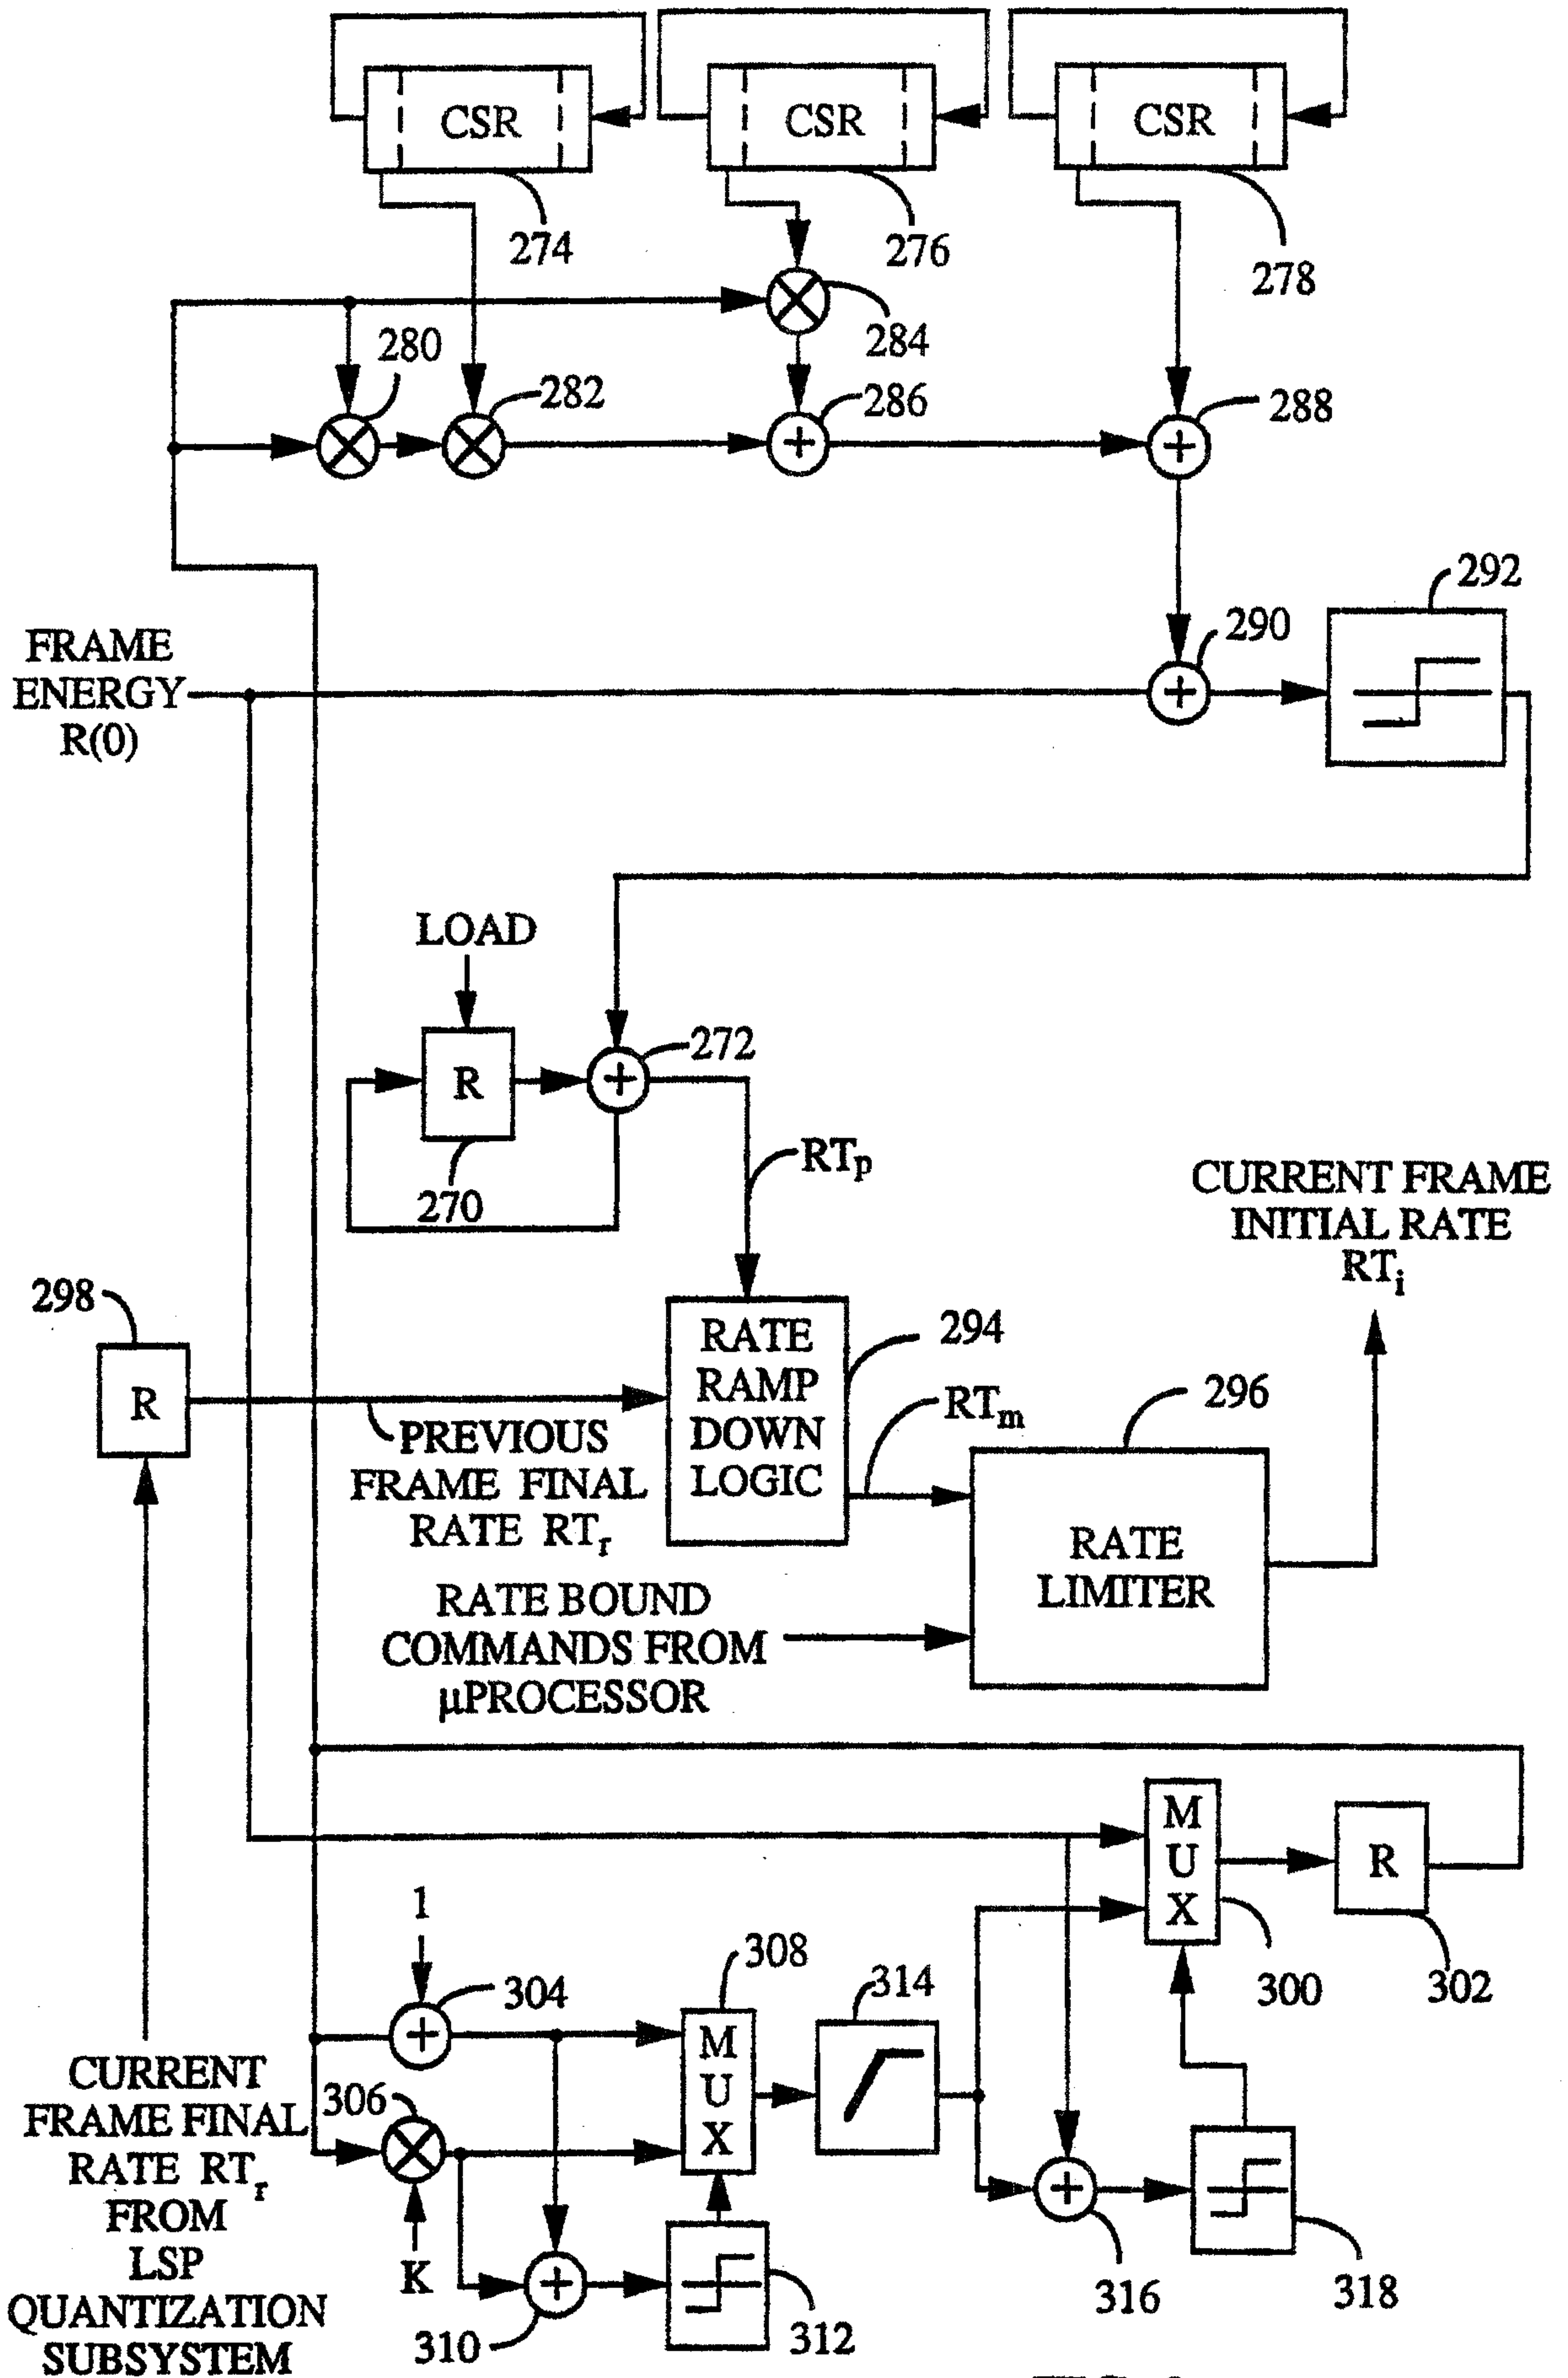 CSR
CSR
CSR
274
276
278
280
282
284
286
288
292
290
FRAME
ENERGY
R(0)
LOAD
R
272
270
RTp
CURRENT FRAME
INITIAL RATE
RTi
298
R
PREVIOUS
FRAME FINAL
RATE RTr
RATE
RAMP
DOWN
LOGIC
294
RTm
296
RATE
LIMITER
RATE BOUND
COMMANDS FROM
µPROCESSOR
MUX
R
300
302
1
304
308
314
MUX
306
K
310
312
316
318
CURRENT
FRAME FINAL
RATE RTr
FROM
LSP
QUANTIZATION
SUBSYSTEM